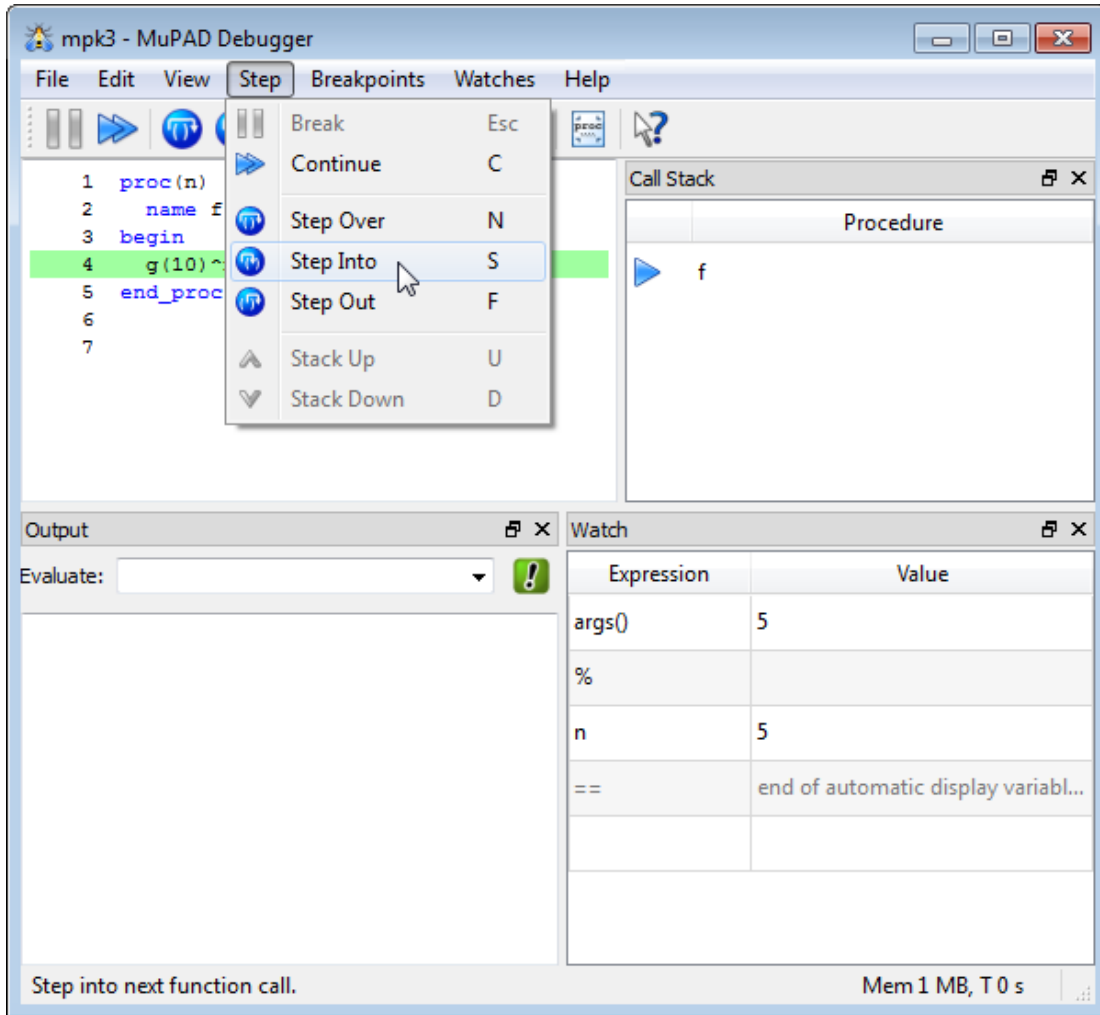 mpk3 - MuPAD Debugger
File Edit View Step Breakpoints Watches Help
Break Esc
Continue C
Step Over N
Step Into S
Step Out F
Stack Up U
Stack Down D
proc
1 proc(n)
2 name f
3 begin
4 g(10)^
5 end_proc
6
7
Call Stack
Procedure
f
Output
Evaluate:
Watch
Expression Value
args() 5
%
n 5
== end of automatic display variabl...
Step into next function call.
Mem 1 MB, T 0 s